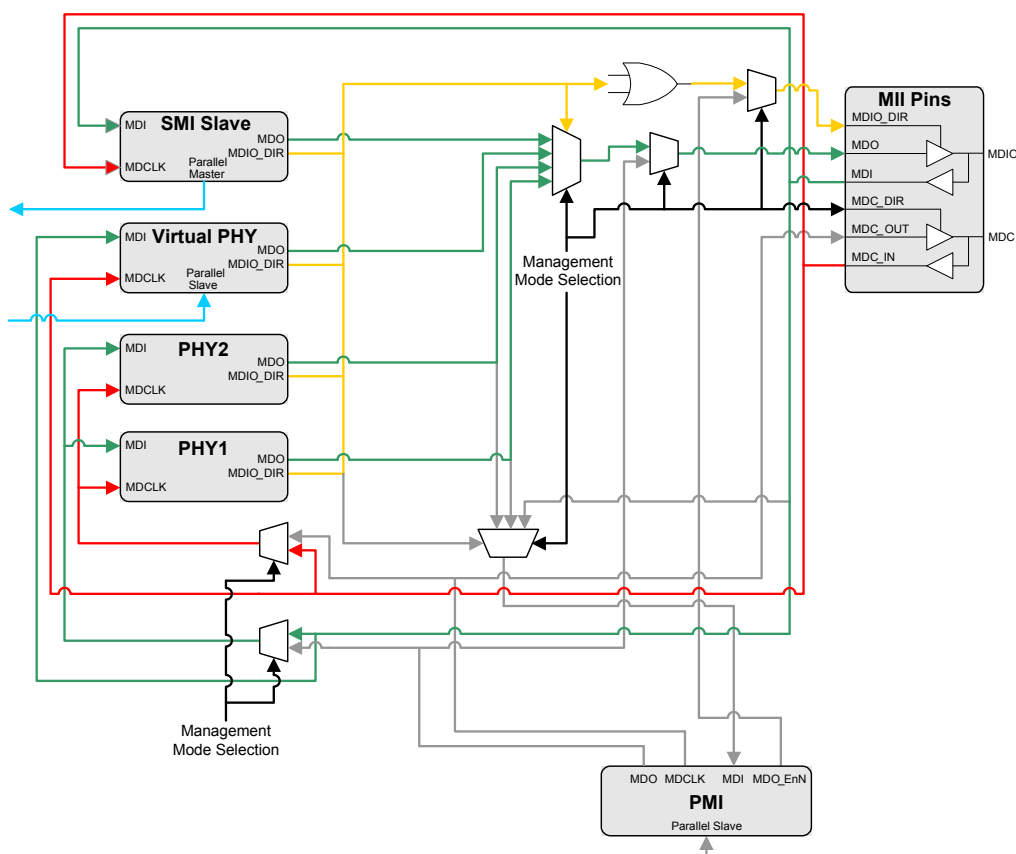 SMI Slave
MDI
MDO
MDIO_DIR
MDCLK
Parallel
Master
MII Pins
MDIO_DIR
MDO
MDIO
MDI
MDC_DIR
MDC_OUT
MDC
MDC_IN
Virtual PHY
MDI
MDO
MDIO_DIR
MDCLK
Parallel
Slave
Management
Mode Selection
PHY2
MDI
MDO
MDIO_DIR
MDCLK
PHY1
MDI
MDO
MDIO_DIR
MDCLK
Management
Mode Selection
MDO MDCLK MDI MDO_EnN
PMI
Parallel Slave